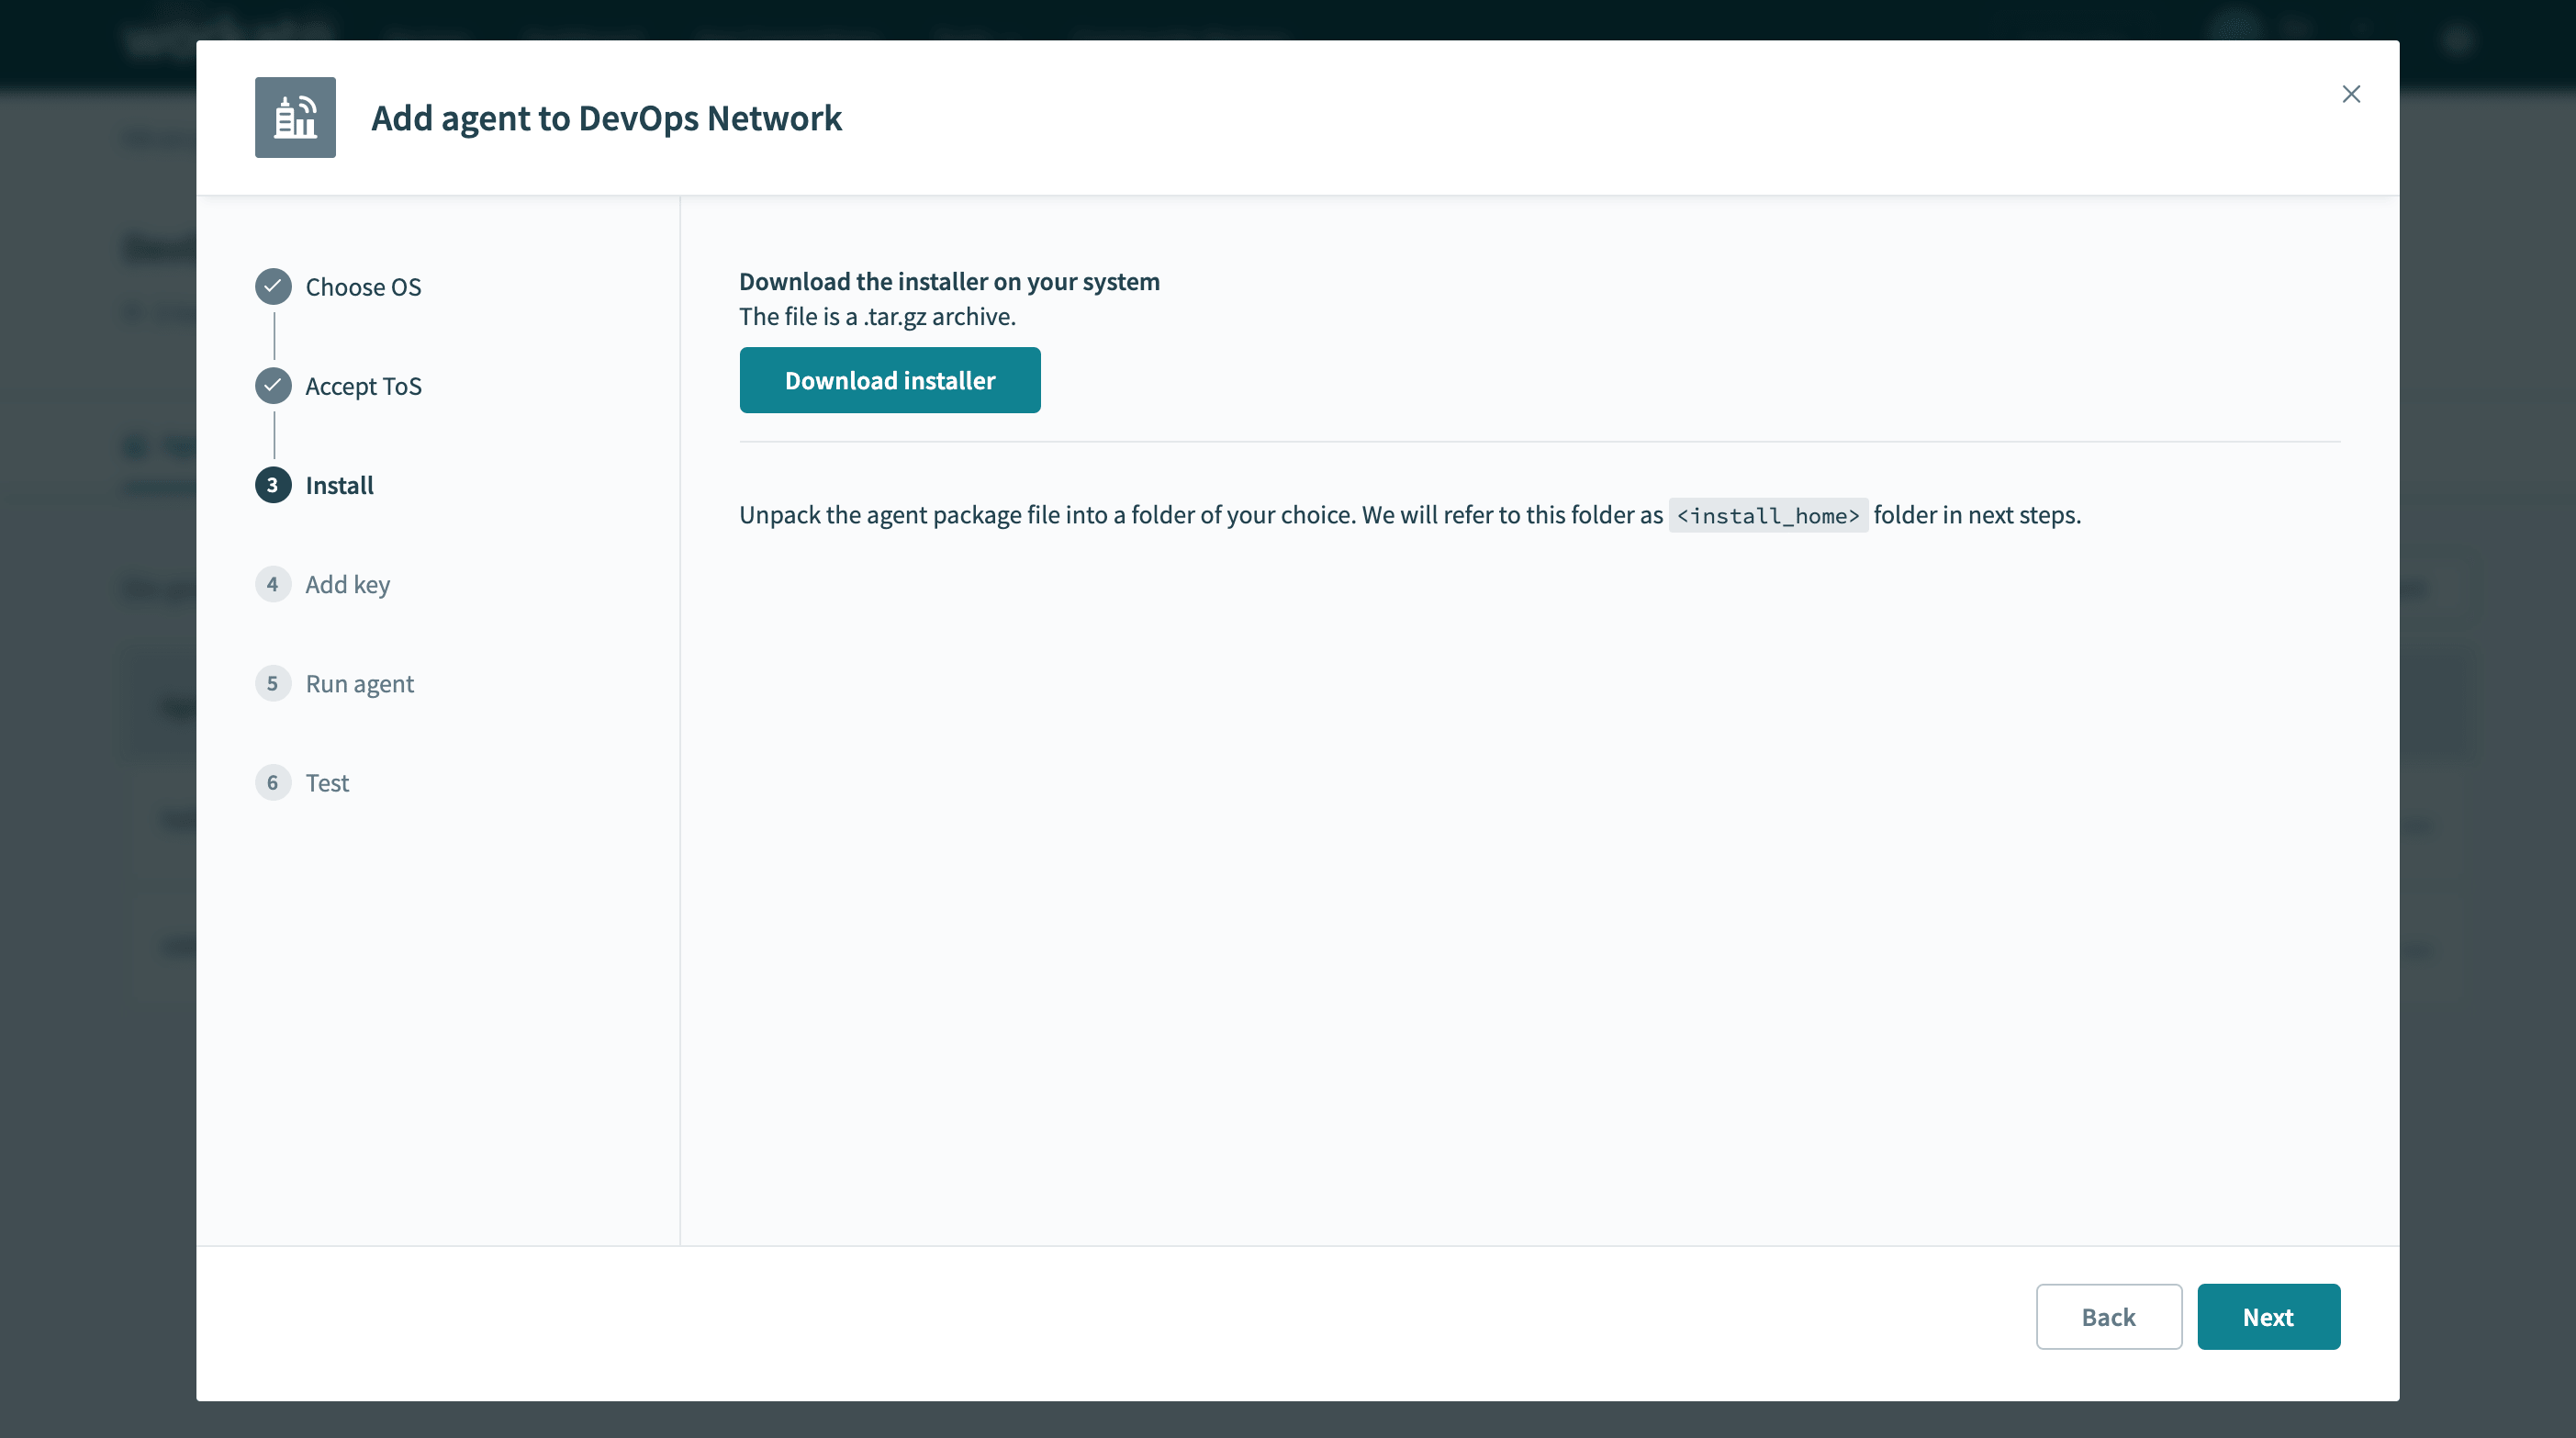 Add agent to DevOps Network
Choose OS
Accept ToS
3 Install
4 Add key
5 Run agent
6 Test
Download the installer on your system
The file is a .tar.gz archive.
Download installer
Unpack the agent package file into a folder of your choice. We will refer to this folder as <install_home> folder in next steps.
Back
Next